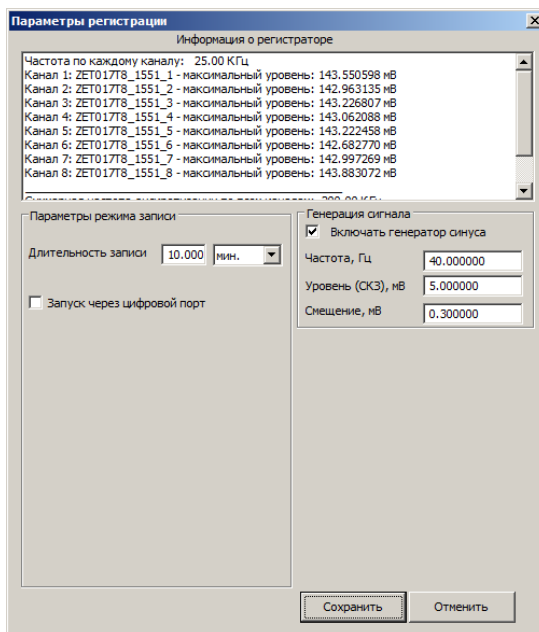 Параметры регистрации
Информация о регистраторе
Частота по каждому каналу: 25.00 КГц
Канал 1: ZET017T8_1551_1 - максимальный уровень: 143.550598 мВ
Канал 2: ZET017T8_1551_2 - максимальный уровень: 142.963135 мВ
Канал 3: ZET017T8_1551_3 - максимальный уровень: 143.226807 мВ
Канал 4: ZET017T8_1551_4 - максимальный уровень: 143.062088 мВ
Канал 5: ZET017T8_1551_5 - максимальный уровень: 143.222458 мВ
Канал 6: ZET017T8_1551_6 - максимальный уровень: 142.682770 мВ
Канал 7: ZET017T8_1551_7 - максимальный уровень: 142.997269 мВ
Канал 8: ZET017T8_1551_8 - максимальный уровень: 143.883072 мВ
Параметры режима записи
Длительность записи 10.000 мин.
Запуск через цифровой порт
Генерация сигнала
Включать генератор синуса
Частота, Гц 40.000000
Уровень (СКЗ), мВ 5.000000
Смещение, мВ 0.300000
Сохранить Отменить